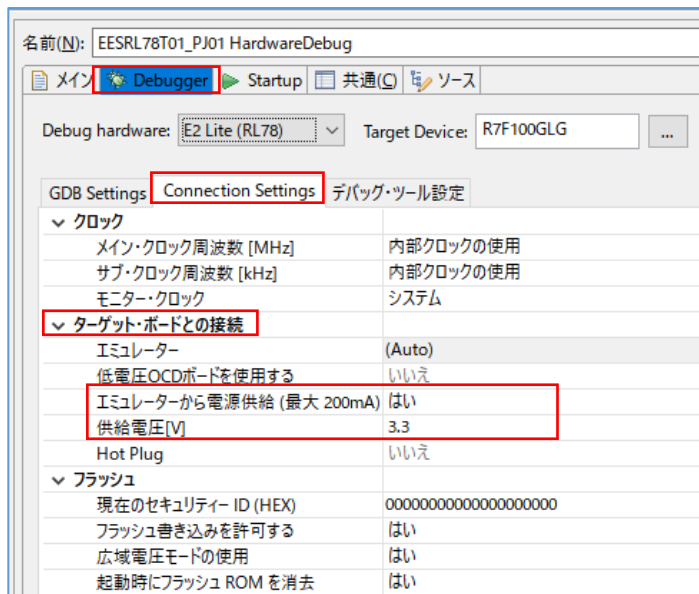 名前(N): EESRL78T01_PJ01 HardwareDebug
メイン Debugger Startup 共通(C) ソース
Debug hardware: E2 Lite (RL78) Target Device: R7F100GLG ...
GDB Settings Connection Settings デバッグ・ツール設定
クロック
メイン・クロック周波数 [MHz] 内部クロックの使用
サブ・クロック周波数 [kHz] 内部クロックの使用
モニター・クロック システム
ターゲット・ボードとの接続
エミュレーター (Auto)
低電圧OCDボードを使用する いいえ
エミュレーターから電源供給 (最大 200mA) はい
供給電圧[V] 3.3
Hot Plug いいえ
フラッシュ
現在のセキュリティー ID (HEX) 00000000000000000000
フラッシュ書き込みを許可する はい
広域電圧モードの使用 はい
起動時にフラッシュ ROM を消去 はい